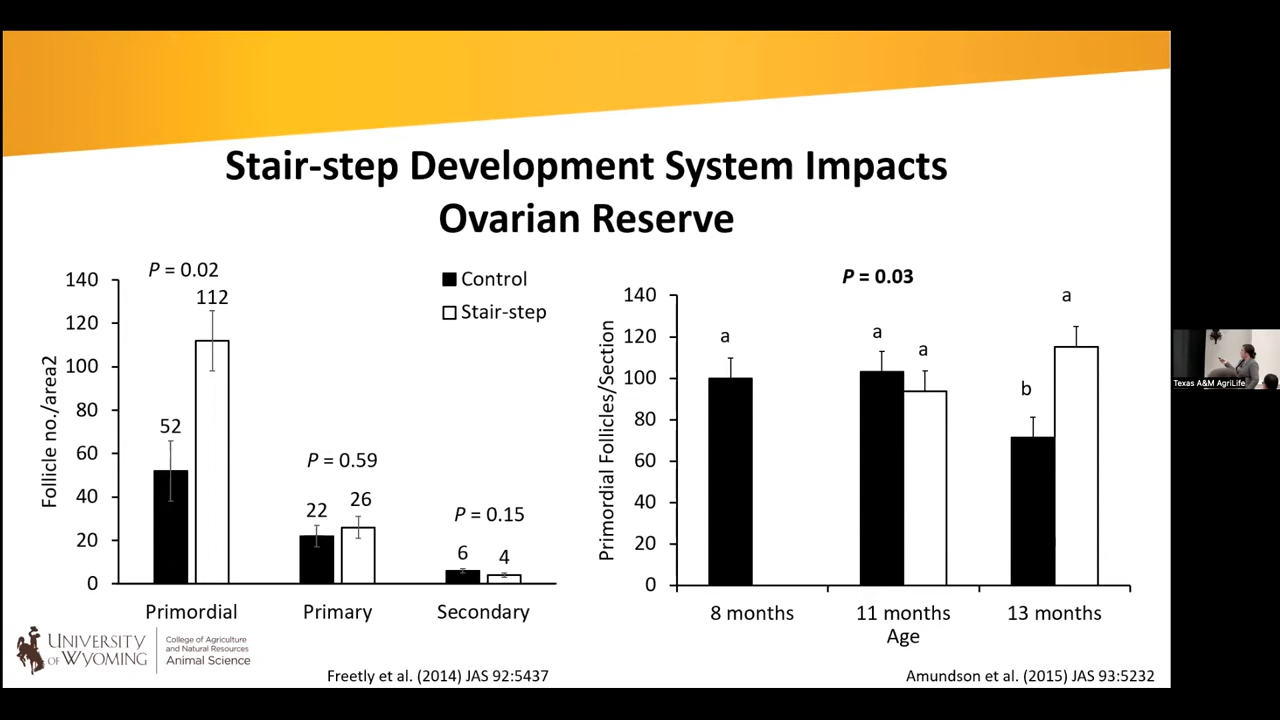 Stair-step Development System Impacts
Ovarian Reserve
P = 0.02
Control
Stair-step
Follicle no./area2
140
120
100
80
60
40
20
0
112
52
P = 0.59
22
26
P = 0.15
6
4
Primordial
Primary
Secondary
P = 0.03
Primordial Follicles/Section
140
120
100
80
60
40
20
0
a
a
a
b
a
8 months
11 months
13 months
Age
UNIVERSITY
OF WYOMING
College of Agriculture
and Natural Resources
Animal Science
Freetly et al. (2014) JAS 92:5437
Amundson et al. (2015) JAS 93:5232
Texas A&M AgriLife